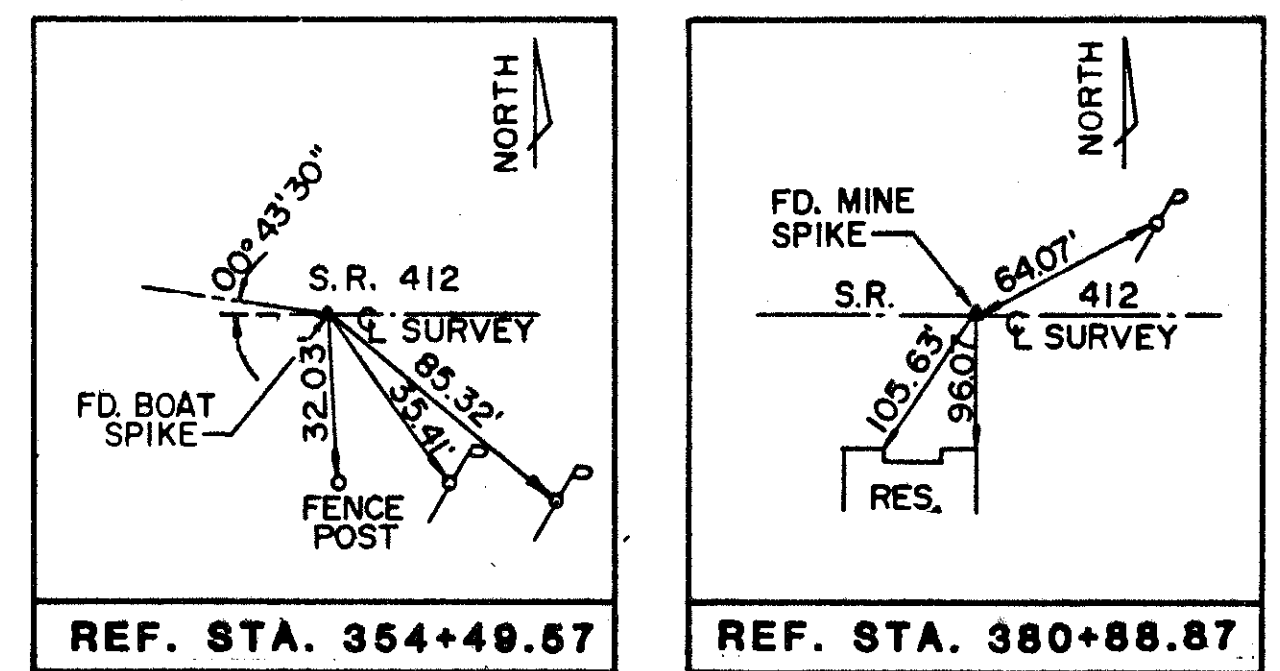 NORTH
00°43'30"
S.R. 412
℄ SURVEY
FD. BOAT
SPIKE
32.03'
35.41'
85.32'
FENCE
POST
REF. STA. 354+49.57
NORTH
FD. MINE
SPIKE
64.07'
S.R. 412
℄ SURVEY
105.63'
96.01'
RES.
REF. STA. 380+88.87